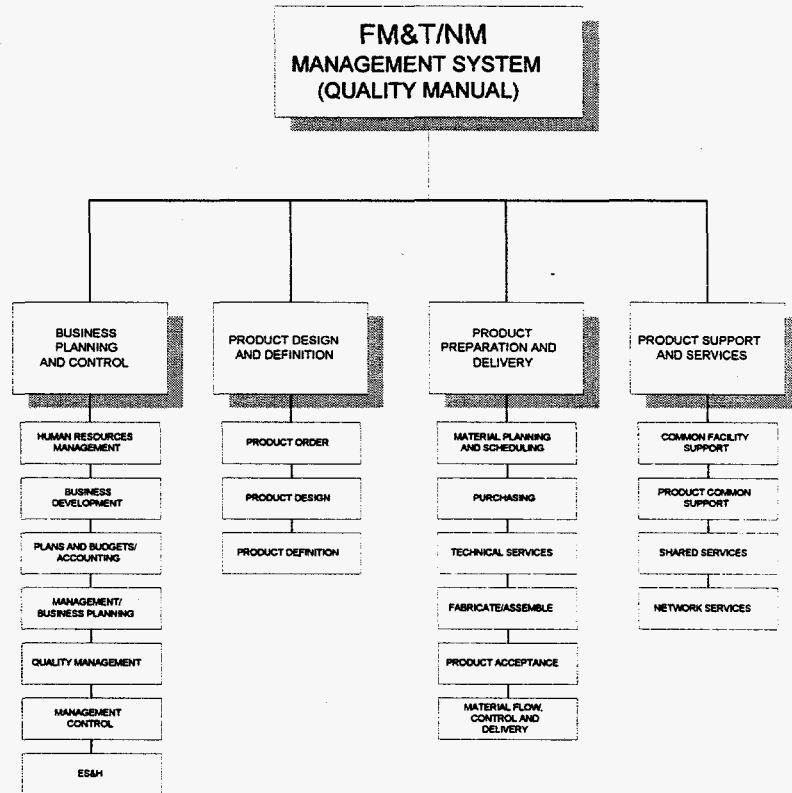 FM&T/NM
MANAGEMENT SYSTEM
(QUALITY MANUAL)
BUSINESS
PLANNING
AND CONTROL
HUMAN RESOURCES
MANAGEMENT
BUSINESS
DEVELOPMENT
PLANS AND BUDGETS/
ACCOUNTING
MANAGEMENT/
BUSINESS PLANNING
QUALITY MANAGEMENT
MANAGEMENT
CONTROL
ES&H
PRODUCT DESIGN
AND DEFINITION
PRODUCT ORDER
PRODUCT DESIGN
PRODUCT DEFINITION
PRODUCT
PREPARATION AND
DELIVERY
MATERIAL PLANNING
AND SCHEDULING
PURCHASING
TECHNICAL SERVICES
FABRICATE/ASSEMBLE
PRODUCT ACCEPTANCE
MATERIAL FLOW,
CONTROL AND
DELIVERY
PRODUCT SUPPORT
AND SERVICES
COMMON FACILITY
SUPPORT
PRODUCT COMMON
SUPPORT
SHARED SERVICES
NETWORK SERVICES